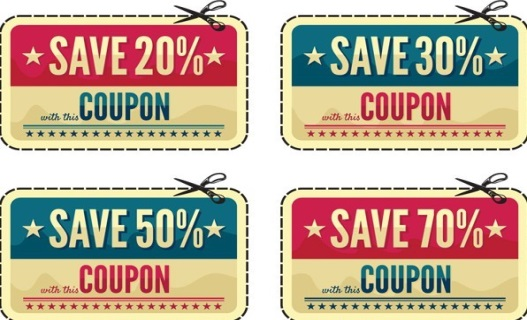 SAVE 20%
with this COUPON
SAVE 30%
with this COUPON
SAVE 50%
with this COUPON
SAVE 70%
with this COUPON